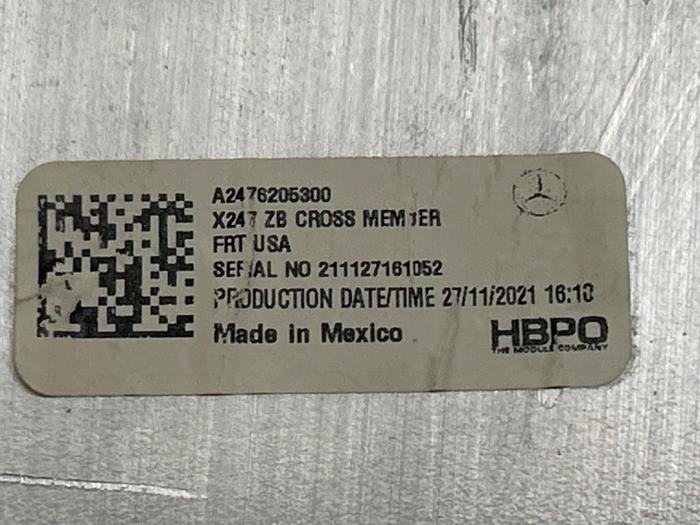 A2476205300
X247 ZB CROSS MEMBER
FRT USA
SERIAL NO 211127161052
PRODUCTION DATE/TIME 27/11/2021 16:10
Made in Mexico
HBPO
THE MODULE COMPANY